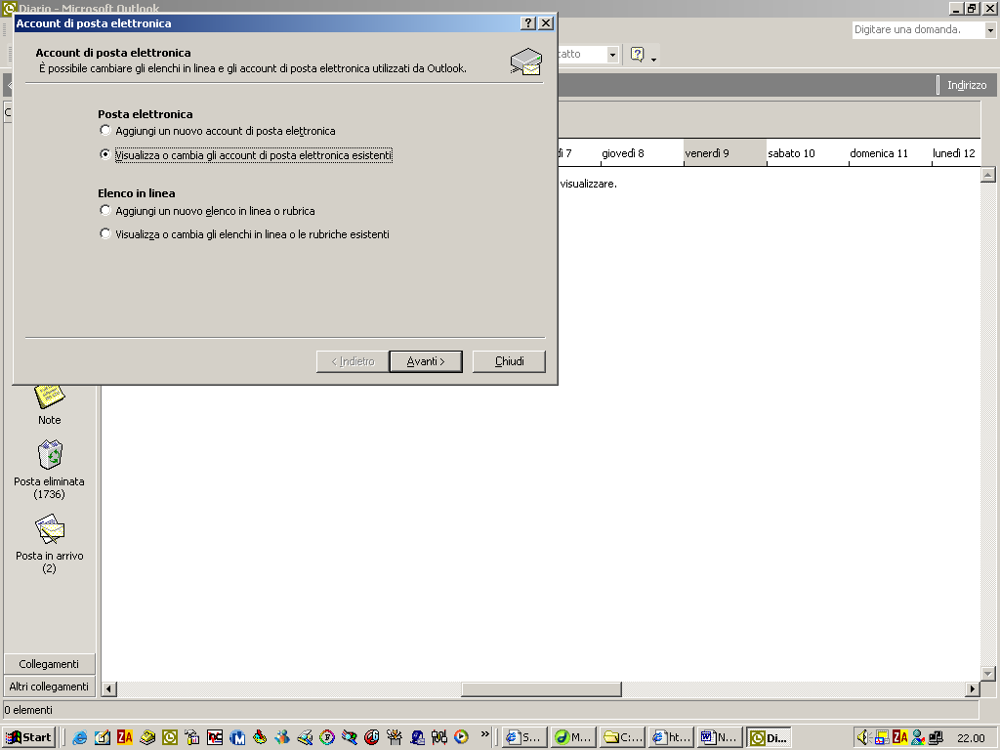 Diario - Microsoft Outlook
Account di posta elettronica
Digitare una domanda.
Account di posta elettronica
È possibile cambiare gli elenchi in linea e gli account di posta elettronica utilizzati da Outlook.
Indirizzo
Posta elettronica
Aggiungi un nuovo account di posta elettronica
Visualizza o cambia gli account di posta elettronica esistenti
7
giovedì 8
venerdì 9
sabato 10
domenica 11
lunedì 12
visualizzare.
Elenco in linea
Aggiungi un nuovo elenco in linea o rubrica
Visualizza o cambia gli elenchi in linea o le rubriche esistenti
< Indietro
Avanti >
Chiudi
Note
Posta eliminata
(1736)
Posta in arrivo
(2)
Collegamenti
Altri collegamenti
0 elementi
Start
S...
M...
C:...
ht...
N...
Di...
22.00